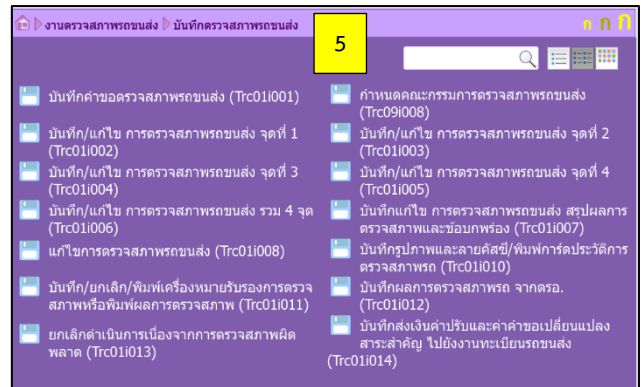 งานตรวจสภาพรถขนส่ง บันทึกตรวจสภาพรถขนส่ง
5
ก ก ก
บันทึกคำขอตรวจสภาพรถขนส่ง (Trc01i001)
กำหนดคณะกรรมการตรวจสภาพรถขนส่ง
(Trc09i008)
บันทึก/แก้ไข การตรวจสภาพรถขนส่ง จุดที่ 1
(Trc01i002)
บันทึก/แก้ไข การตรวจสภาพรถขนส่ง จุดที่ 2
(Trc01i003)
บันทึก/แก้ไข การตรวจสภาพรถขนส่ง จุดที่ 3
(Trc01i004)
บันทึก/แก้ไข การตรวจสภาพรถขนส่ง จุดที่ 4
(Trc01i005)
บันทึก/แก้ไข การตรวจสภาพรถขนส่ง รวม 4 จุด
(Trc01i006)
บันทึกแก้ไข การตรวจสภาพรถขนส่ง สรุปผลการ
ตรวจสภาพและข้อบกพร่อง (Trc01i007)
แก้ไขการตรวจสภาพรถขนส่ง (Trc01i008)
บันทึกรูปภาพและลายคัสซี/พิมพ์การ์ดประวัติการ
ตรวจสภาพรถ (Trc01i010)
บันทึก/ยกเลิก/พิมพ์เครื่องหมายรับรองการตรวจ
สภาพหรือพิมพ์ผลการตรวจสภาพ (Trc01i011)
บันทึกผลการตรวจสภาพรถ จากตรอ.
(Trc01i012)
ยกเลิกดำเนินการเนื่องจากการตรวจสภาพผิด
พลาด (Trc01i013)
บันทึกส่งเงินค่าปรับและค่าคำขอเปลี่ยนแปลง
สาระสำคัญ ไปยังงานทะเบียนรถขนส่ง
(Trc01i014)